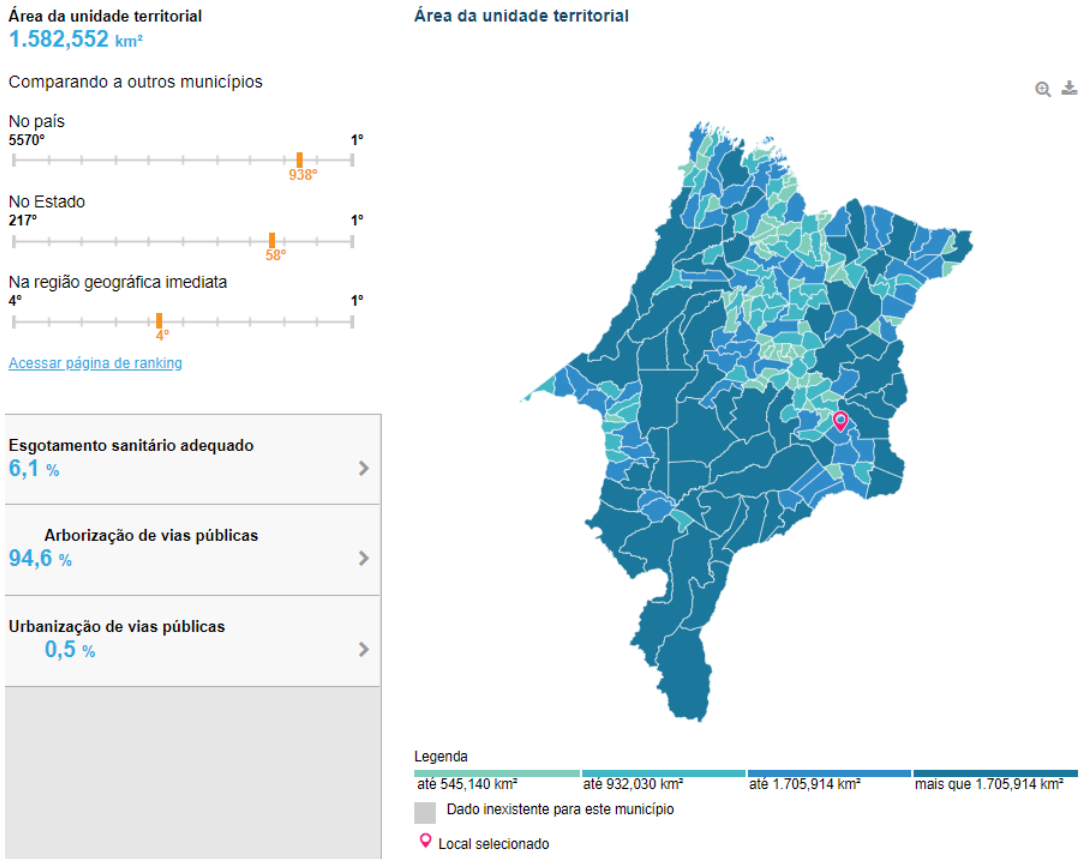 Área da unidade territorial
1.582,552 km²
Comparando a outros municípios
No país
5570° 1°
938°
No Estado
217° 1°
58°
Na região geográfica imediata
4° 1°
4°
Acessar página de ranking
Esgotamento sanitário adequado
6,1 %
Arborização de vias públicas
94,6 %
Urbanização de vias públicas
0,5 %
Área da unidade territorial
Legenda
até 545,140 km² até 932,030 km² até 1.705,914 km² mais que 1.705,914 km²
Dado inexistente para este município
Local selecionado